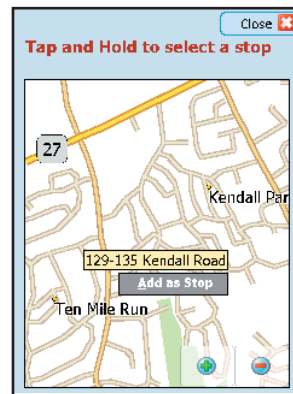 Close
Tap and Hold to select a stop
27
Kendall Par
129-135 Kendall Road
Add as Stop
Ten Mile Run